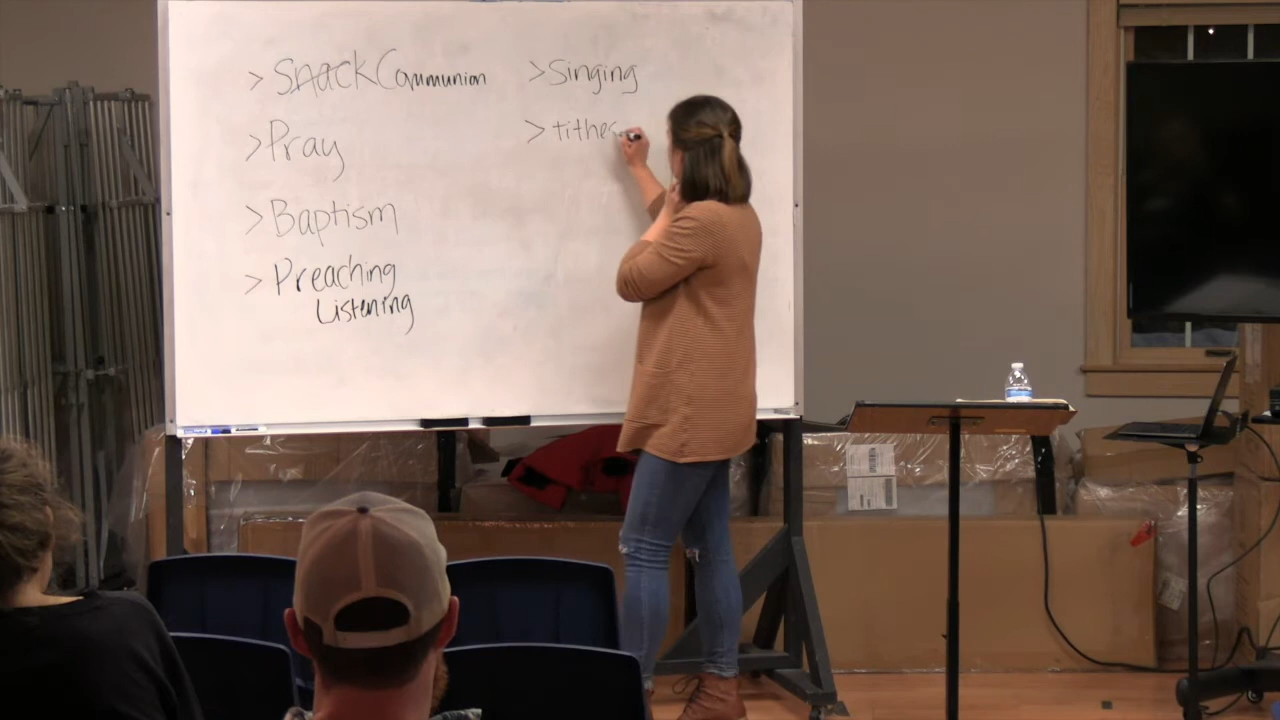 > Snack Communion
> Pray
> Baptism
> Preaching
Listening
> Singing
> tithes